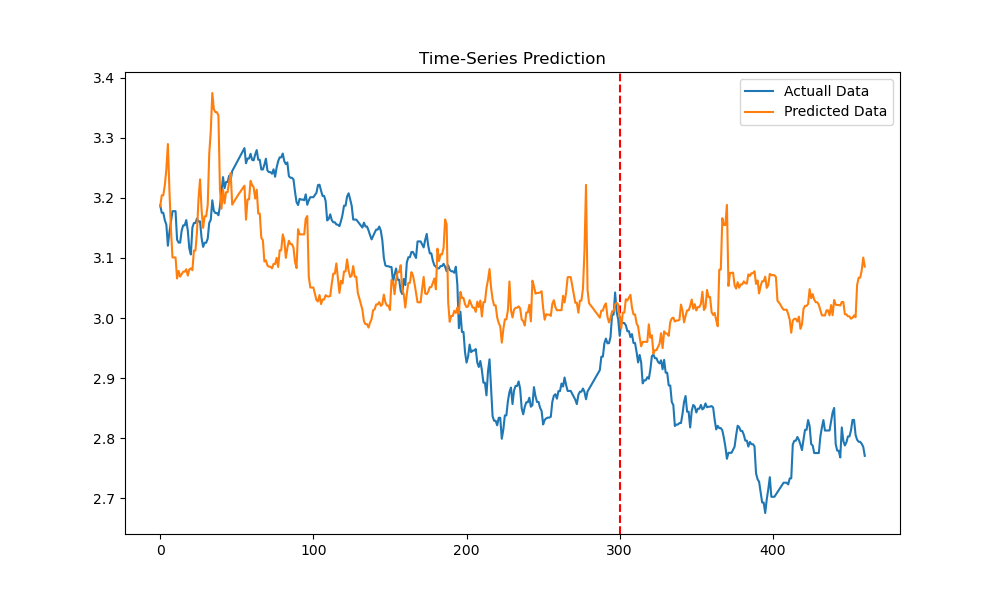 Time-Series Prediction
Actuall Data
Predicted Data
3.4
3.3
3.2
3.1
3.0
2.9
2.8
2.7
0 100 200 300 400